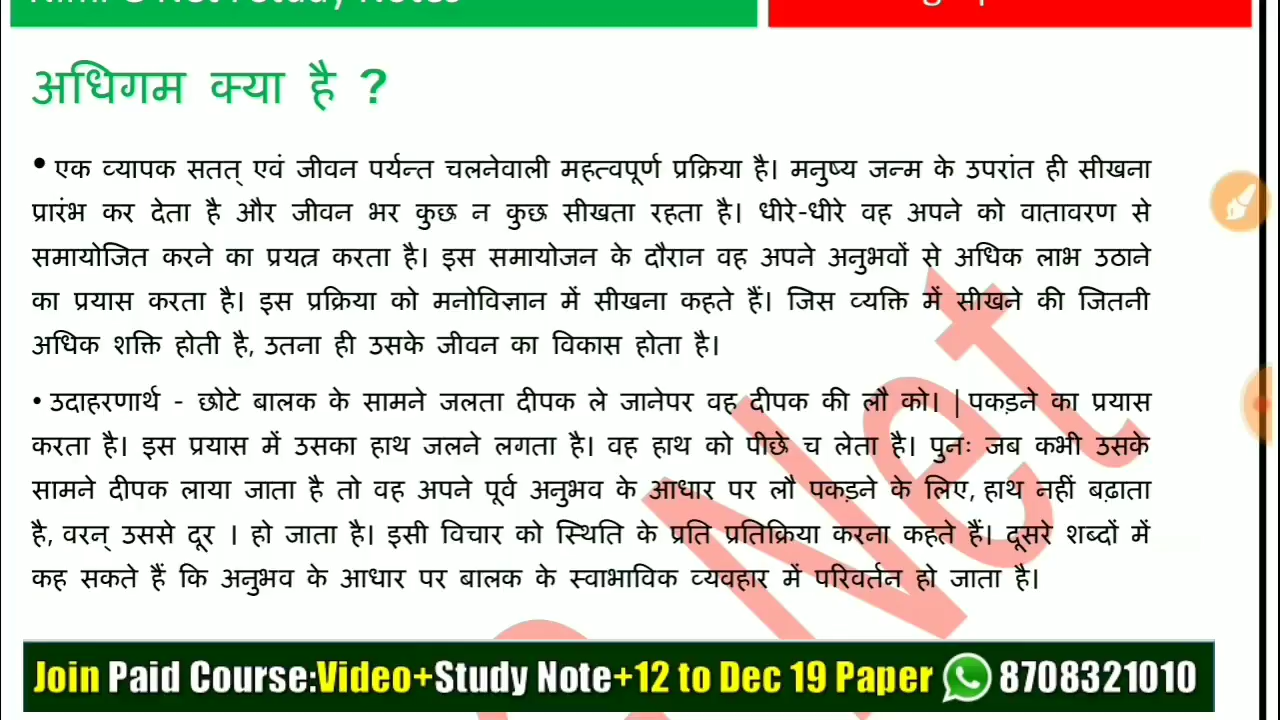 अधिगम क्या है ?
• एक व्यापक सतत् एवं जीवन पर्यन्त चलनेवाली महत्वपूर्ण प्रक्रिया है। मनुष्य जन्म के उपरांत ही सीखना
प्रारंभ कर देता है और जीवन भर कुछ न कुछ सीखता रहता है। धीरे-धीरे वह अपने को वातावरण से
समायोजित करने का प्रयत्न करता है। इस समायोजन के दौरान वह अपने अनुभवों से अधिक लाभ उठाने
का प्रयास करता है। इस प्रक्रिया को मनोविज्ञान में सीखना कहते हैं। जिस व्यक्ति में सीखने की जितनी
अधिक शक्ति होती है, उतना ही उसके जीवन का विकास होता है।
• उदाहरणार्थ - छोटे बालक के सामने जलता दीपक ले जानेपर वह दीपक की लौ को। | पकड़ने का प्रयास
करता है। इस प्रयास में उसका हाथ जलने लगता है। वह हाथ को पीछे च लेता है। पुनः जब कभी उसके
सामने दीपक लाया जाता है तो वह अपने पूर्व अनुभव के आधार पर लौ पकड़ने के लिए, हाथ नहीं बढ़ाता
है, वरन् उससे दूर । हो जाता है। इसी विचार को स्थिति के प्रति प्रतिक्रिया करना कहते हैं। दूसरे शब्दों में
कह सकते हैं कि अनुभव के आधार पर बालक के स्वाभाविक व्यवहार में परिवर्तन हो जाता है।
Net
Join Paid Course:Video+Study Note+12 to Dec 19 Paper 8708321010